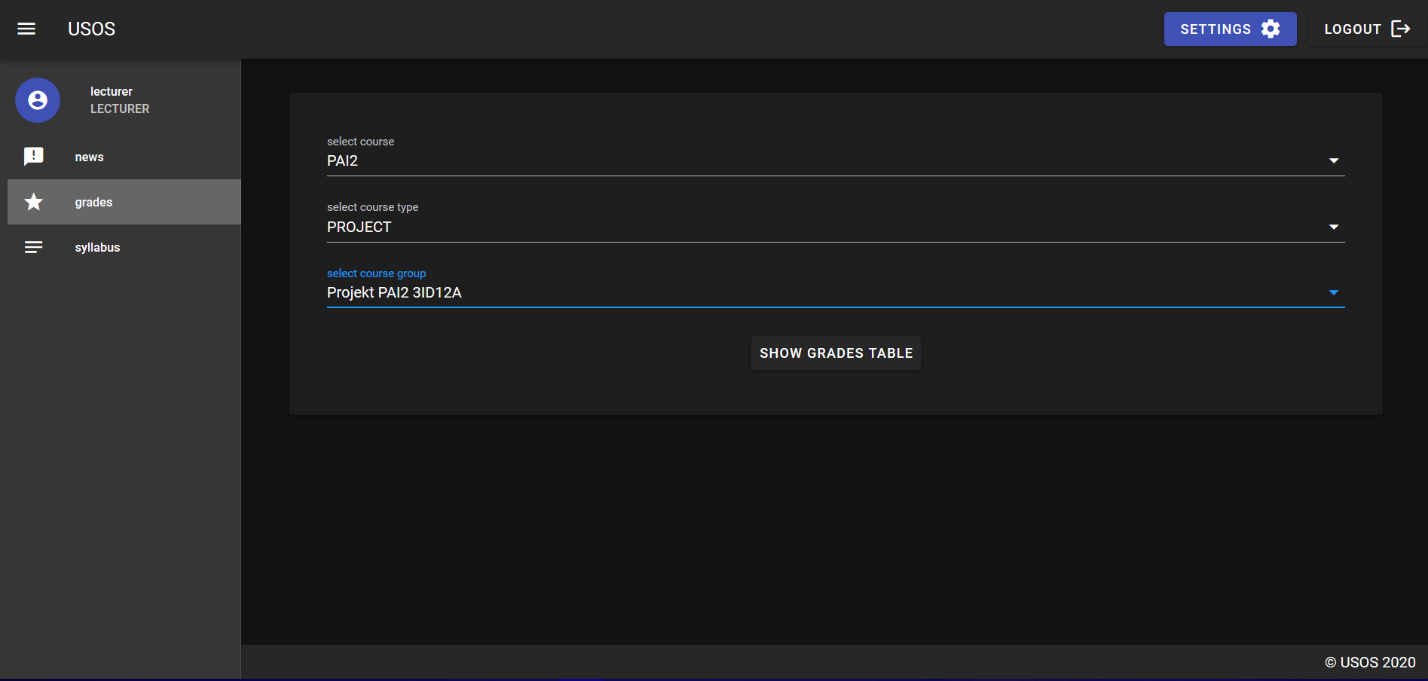 USOS
SETTINGS
LOGOUT
lecturer
LECTURER
news
grades
syllabus
select course
PAI2
select course type
PROJECT
select course group
Projekt PAI2 3ID12A
SHOW GRADES TABLE
© USOS 2020